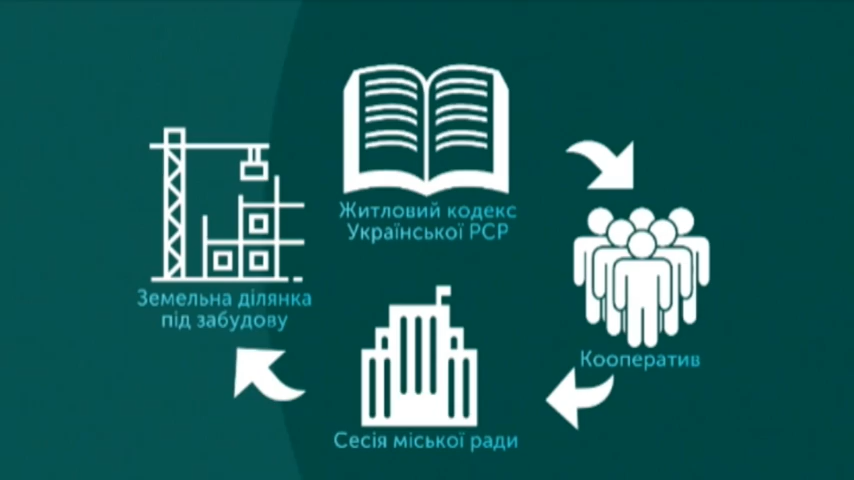 Житловий кодекс
Української РСР
Земельна ділянка
під забудову
Кооператив
Сесія міської ради